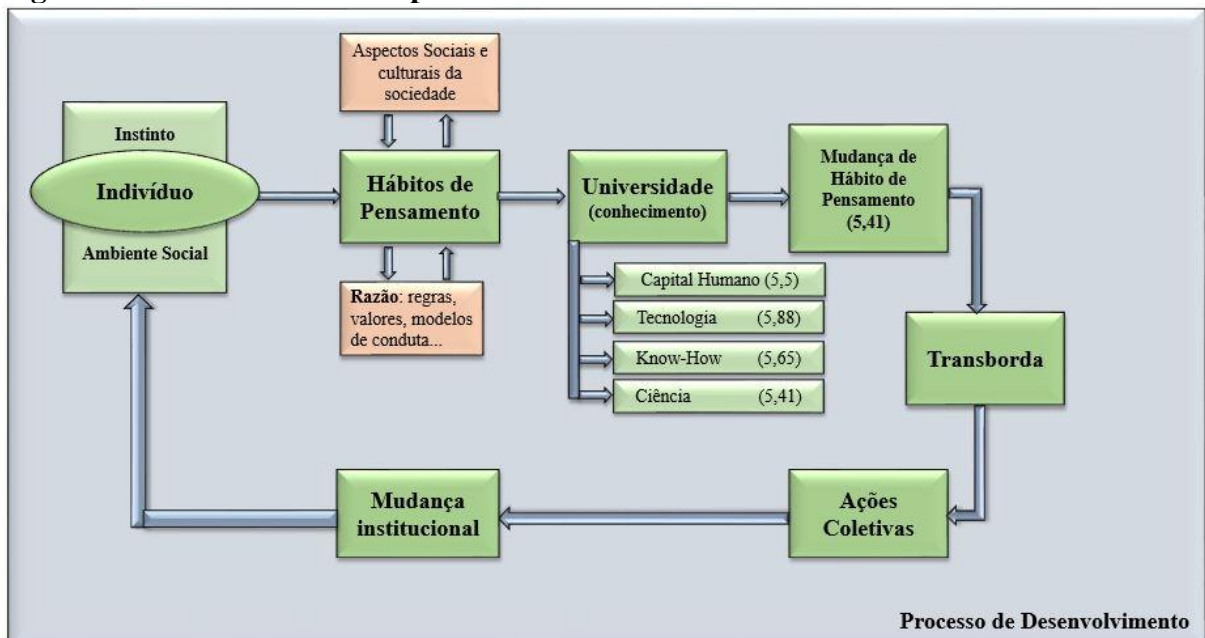 Aspectos Sociais e
culturais da
sociedade
Instinto
Indivíduo
Ambiente Social
Hábitos de
Pensamento
Razão: regras,
valores, modelos
de conduta...
Universidade
(conhecimento)
Capital Humano (5,5)
Tecnologia (5,88)
Know-How (5,65)
Ciência (5,41)
Mudança de
Hábito de
Pensamento
(5,41)
Transborda
Ações
Coletivas
Mudança
institucional
Processo de Desenvolvimento